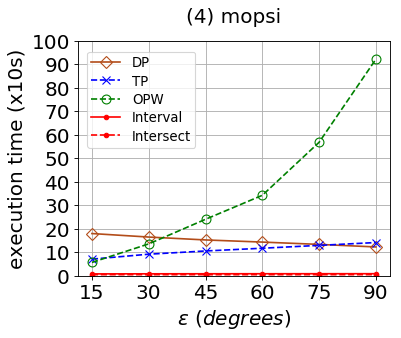 (4) mopsi
execution time (x10s)
100
90
80
70
60
50
40
30
20
10
0
DP
TP
OPW
Interval
Intersect
15 30 45 60 75 90
ε (degrees)